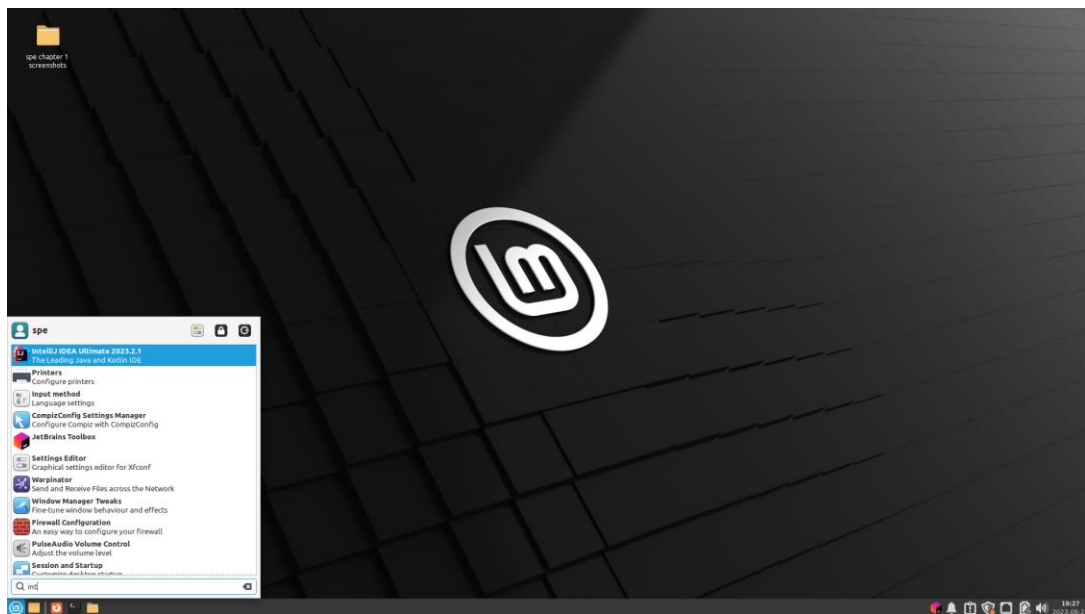 spe chapter 1
screenshots
spe
IntelliJ IDEA Ultimate 2023.2.1
The Leading Java and Kotlin IDE
Printers
Configure printers
Input method
Language settings
CompizConfig Settings Manager
Configure Compiz with CompizConfig
JetBrains Toolbox
Settings Editor
Graphical settings editor for Xfconf
Warpinator
Send and Receive Files across the Network
Window Manager Tweaks
Fine-tune window behaviour and effects
Firewall Configuration
An easy way to configure your firewall
PulseAudio Volume Control
Adjust the volume level
Session and Startup
Customize desktop startup
int
19:27